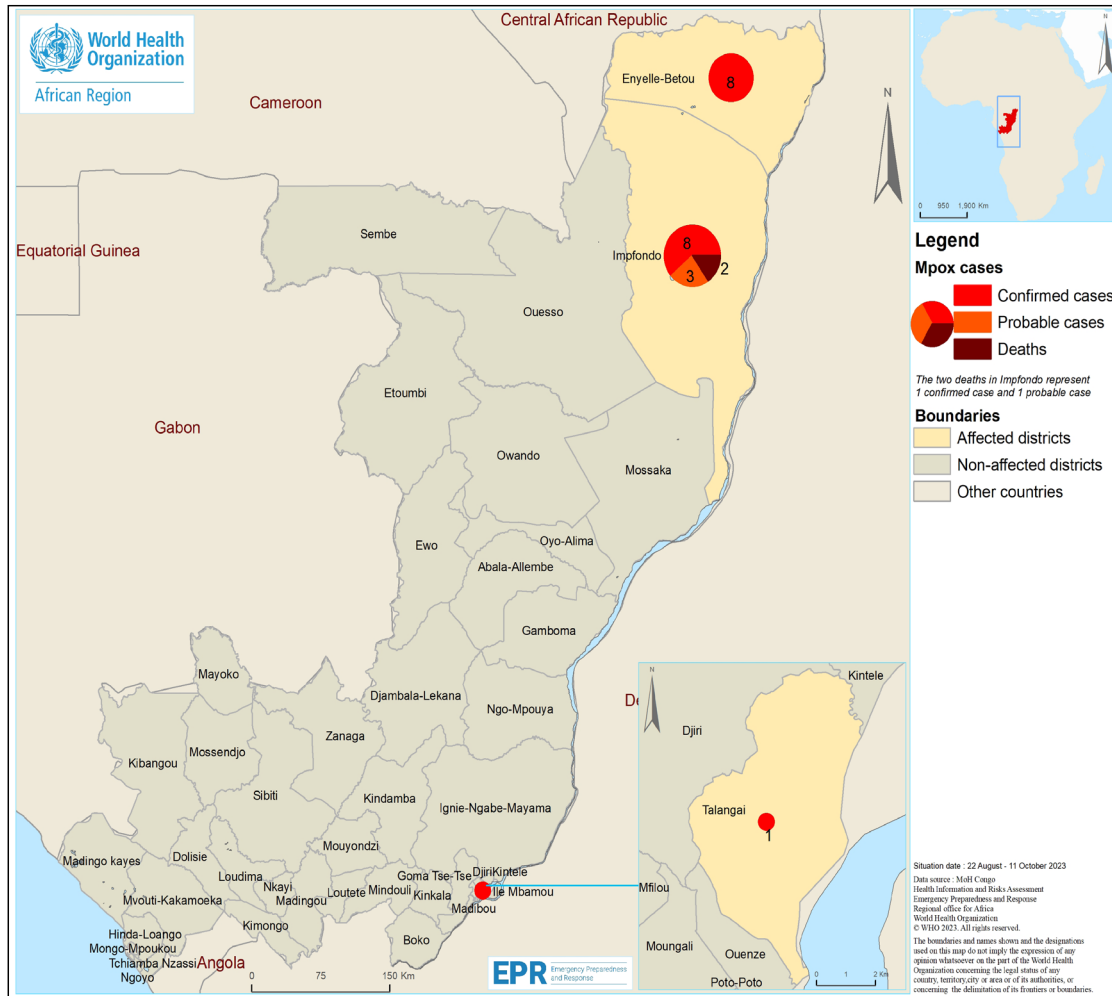 World Health
Organization
African Region
Central African Republic
Cameroon
Equatorial Guinea
Gabon
De
Angola
N
Enyelle-Betou
8
Impfondo
8
3
2
Sembe
Ouesso
Etoumbi
Owando
Mossaka
Ewo
Oyo-Alima
Abala-Allembe
Gamboma
Mayoko
Djambala-Lekana
Ngo-Mpouya
Zanaga
Mossendjo
Kibangou
Sibiti
Kindamba
Ignie-Ngabe-Mayama
Mouyondzi
Madingo kayes
Dolisie
Loudima
Goma Tse-Tse
DjiriKintele
Mvouti-Kakamoeka
Nkayi
Madingou
Loutete
Mindouli
Kinkala
Ile Mbamou
Madibou
Kimongo
Boko
Hinda-Loango
Mongo-Mpoukou
Tchiamba Nzassi
Ngoyo
0 75 150 Km
EPR Emergency Preparedness
and Response
N
Kintele
Djiri
Talangai
1
Mfilou
Moungali
Ouenze
Poto-Poto
0 1 2 Km
N
0 950 1,900 Km
Legend
Mpox cases
Confirmed cases
Probable cases
Deaths
The two deaths in Impfondo represent
1 confirmed case and 1 probable case
Boundaries
Affected districts
Non-affected districts
Other countries
Situation date : 22 August - 11 October 2023
Data source : MoH Congo
Health Information and Risks Assessment
Emergency Preparedness and Response
Regional office for Africa
World Health Organization
© WHO 2023. All rights reserved.
The boundaries and names shown and the designations
used on this map do not imply the expression of any
opinion whatsoever on the part of the World Health
Organization concerning the legal status of any
country, territory,city or area or of its authorities, or
concerning the delimitation of its frontiers or boundaries.